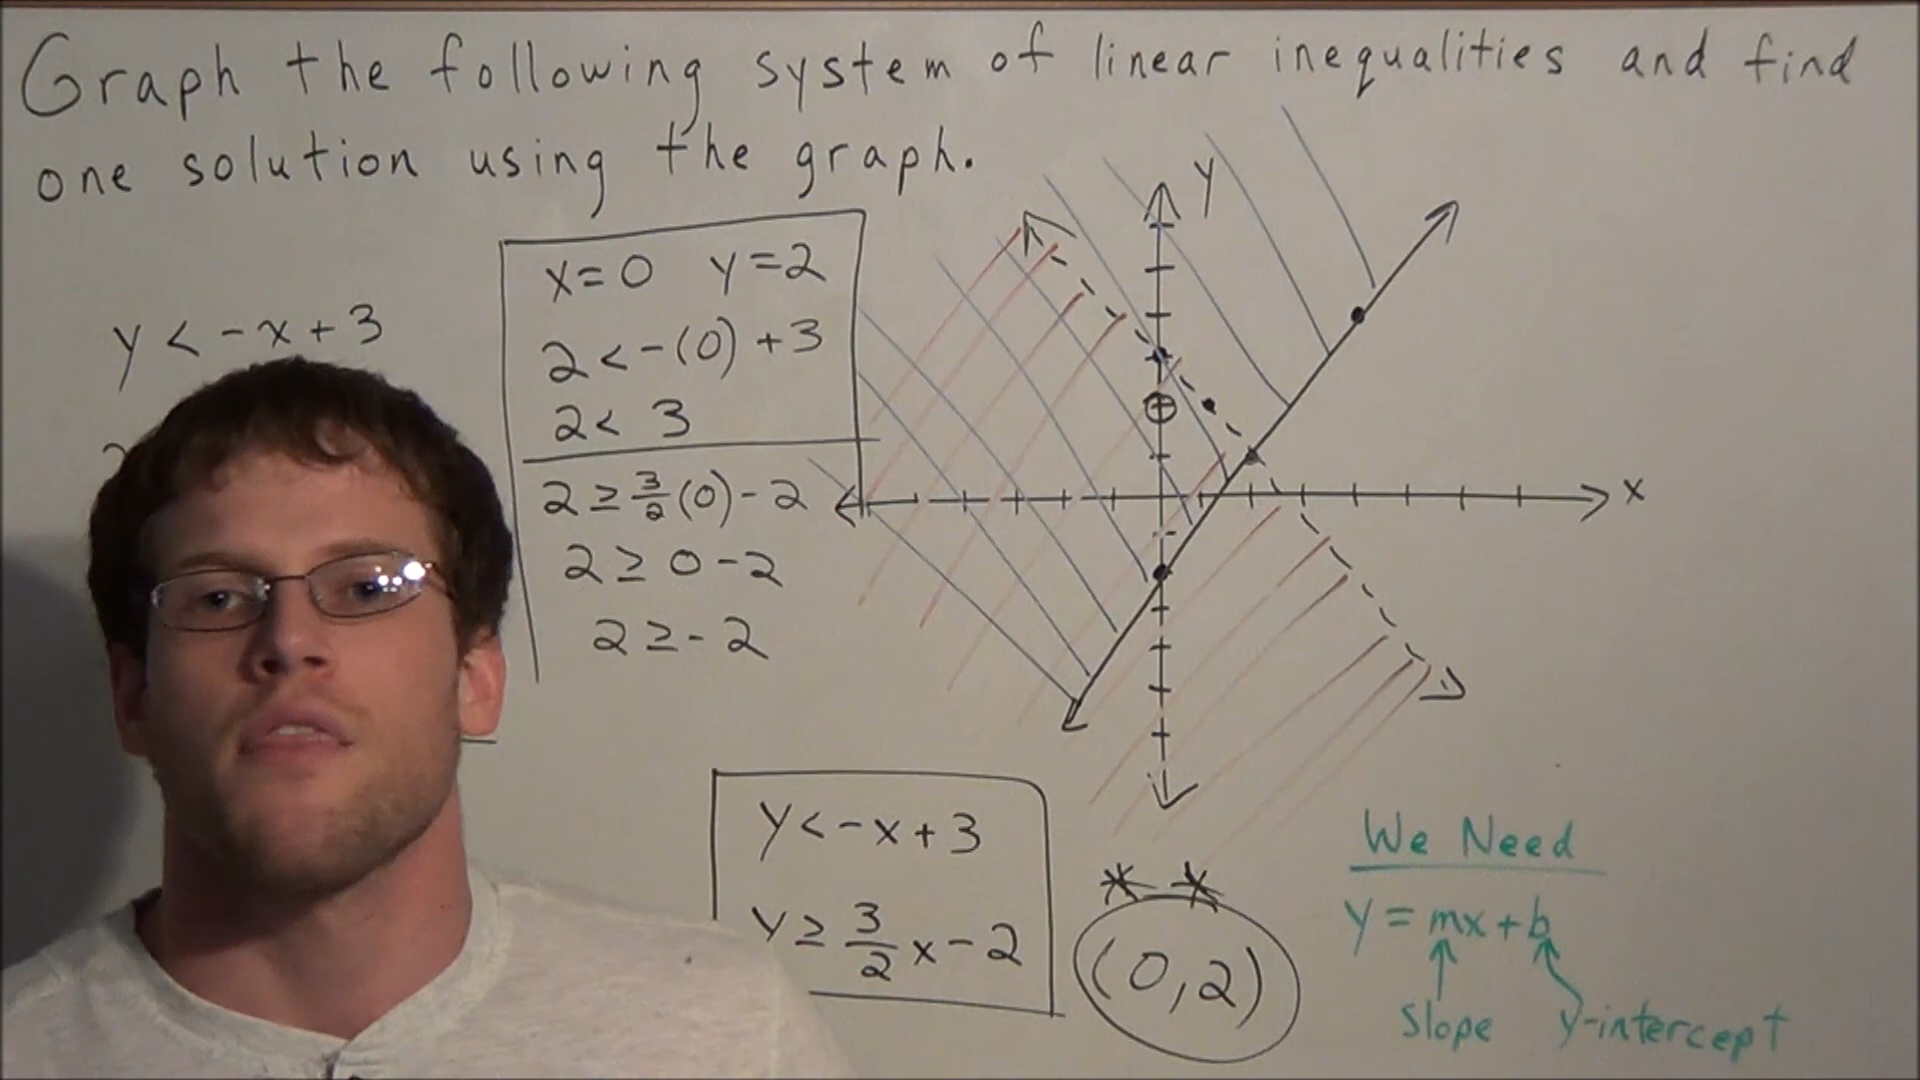 Graph the following system of linear inequalities and find
one solution using the graph.
y < -x + 3
x = 0 y = 2
2 < -(0) + 3
2 < 3
2 ≥ 3/2 (0) - 2
2 ≥ 0 - 2
2 ≥ -2
y
x
y < -x + 3
y ≥ 3/2 x - 2
(0,2)
We Need
y = mx + b
slope y-intercept